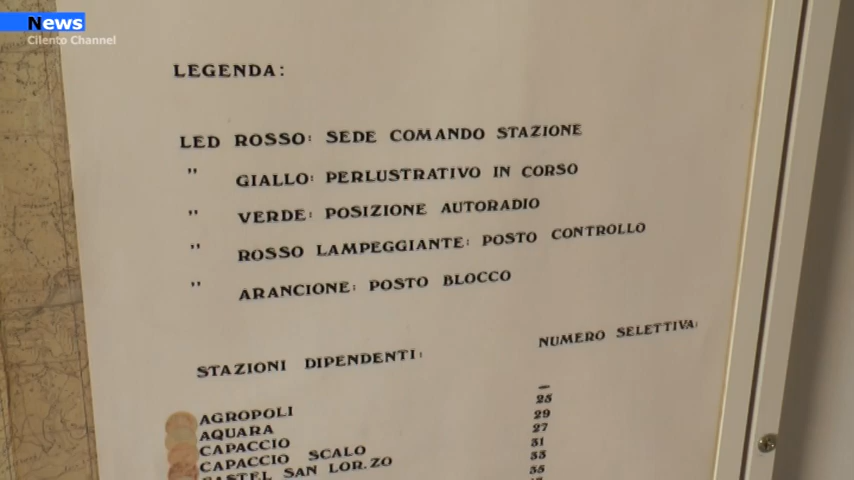 News
Cilento Channel
LEGENDA:
LED ROSSO: SEDE COMANDO STAZIONE
" GIALLO: PERLUSTRATIVO IN CORSO
" VERDE: POSIZIONE AUTORADIO
" ROSSO LAMPEGGIANTE: POSTO CONTROLLO
" ARANCIONE: POSTO BLOCCO
STAZIONI DIPENDENTI: NUMERO SELETTIVA:
—
AGROPOLI 25
AQUARA 29
CAPACCIO 27
CAPACCIO SCALO 31
CASTEL SAN LOR.ZO 33
35